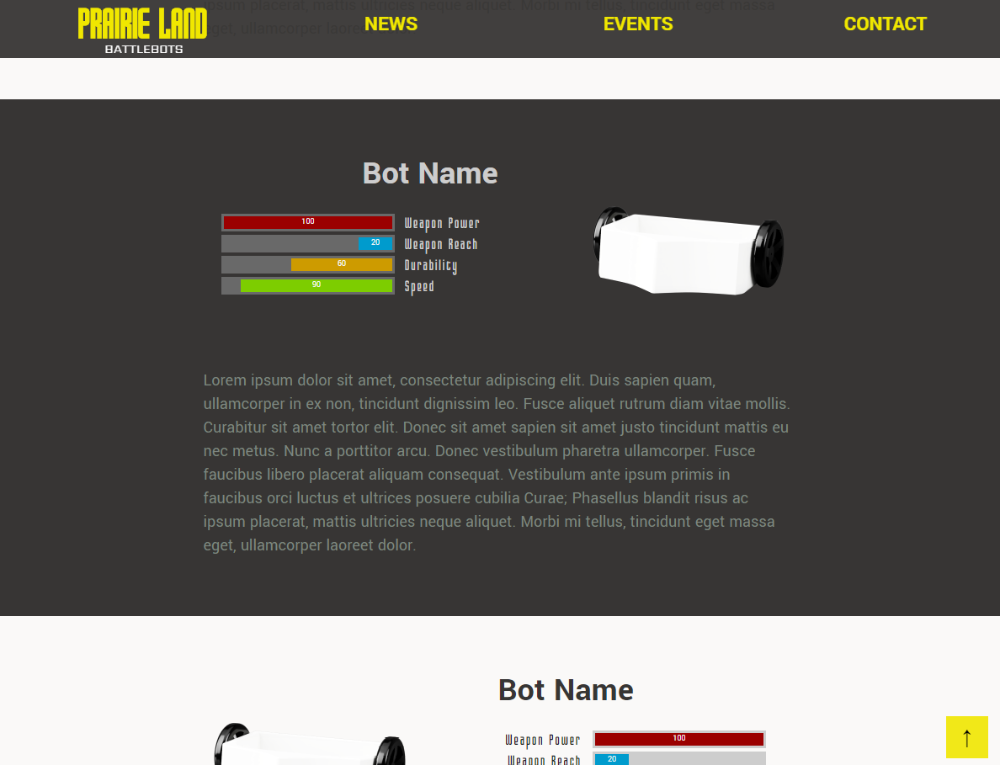 PRAIRIE LAND
BATTLEBOTS
NEWS
EVENTS
CONTACT
ipsum placerat, mattis ultricies neque aliquet. Morbi mi tellus, tincidunt eget massa
eget, ullamcorper laoreet
Bot Name
100
Weapon Power
20
Weapon Reach
60
Durability
90
Speed
Lorem ipsum dolor sit amet, consectetur adipiscing elit. Duis sapien quam,
ullamcorper in ex non, tincidunt dignissim leo. Fusce aliquet rutrum diam vitae mollis.
Curabitur sit amet tortor elit. Donec sit amet sapien sit amet justo tincidunt mattis eu
nec metus. Nunc a porttitor arcu. Donec vestibulum pharetra ullamcorper. Fusce
faucibus libero placerat aliquam consequat. Vestibulum ante ipsum primis in
faucibus orci luctus et ultrices posuere cubilia Curae; Phasellus blandit risus ac
ipsum placerat, mattis ultricies neque aliquet. Morbi mi tellus, tincidunt eget massa
eget, ullamcorper laoreet dolor.
Bot Name
Weapon Power
100
Weapon Reach
20
↑